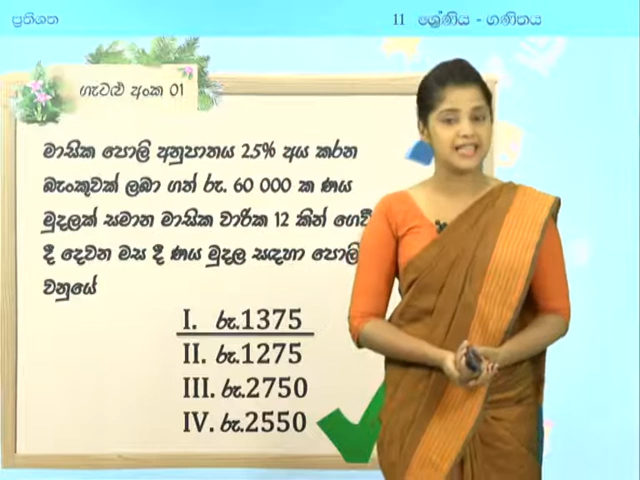 ප්‍රතිශත
11 ශ්‍රේණිය - ගණිතය
ගැටළු අංක 01
මාසික පොලී අනුපාතය 2.5% අය කරන
බැංකුවක් ලබා ගත් රු. 60 000 ක ණය
මුදලක් සමාන මාසික වාරික 12 කින් ගෙවී
දී දෙවන මස දී ණය මුදල සඳහා පොලි
වනුයේ
I. රු.1375
II. රු.1275
III. රු.2750
IV. රු.2550